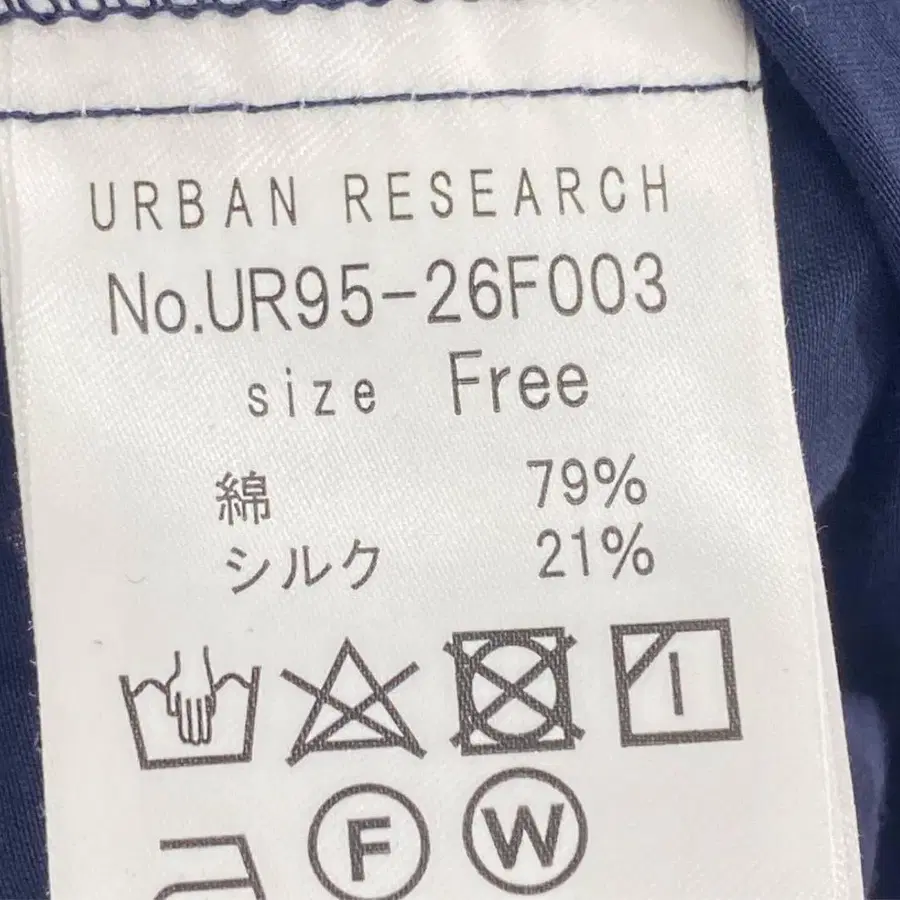 URBAN RESEARCH
No.UR95-26F003
size Free
綿 79%
シルク 21%
F W